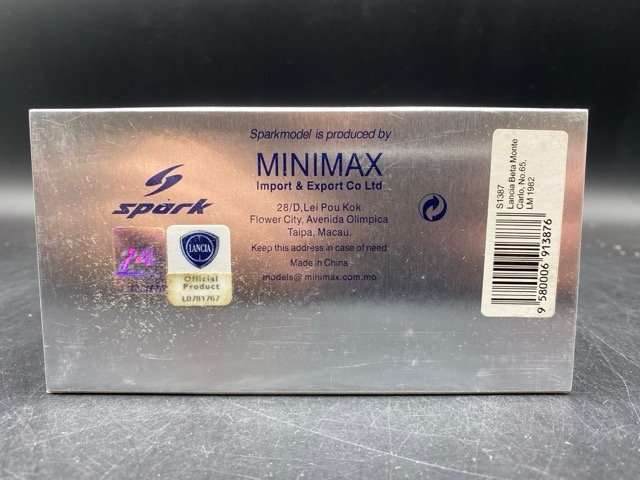 Sparkmodel is produced by
MINIMAX
Import & Export Co Ltd
28/D,Lei Pou Kok
Flower City, Avenida Olimpica
Taipa, Macau.
Keep this address in case of need
Made in China
models@minimax.com.mo
spark
24
LANCIA
Official
Product
L0781767
S1387
Lancia Beta Monte
Carlo, No.65,
LM 1982
9 580006 913876